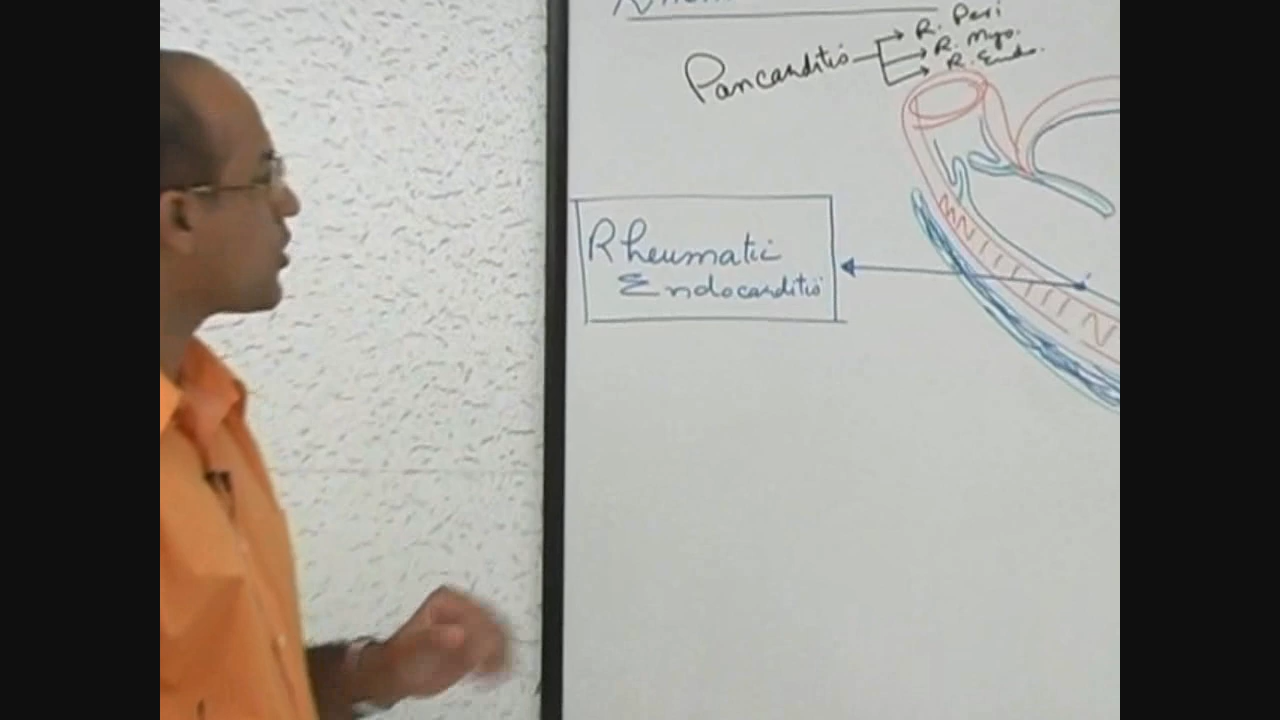 Pancarditis
R. Peri
R. Myo.
R. Endo.
Rheumatic
Endocarditis